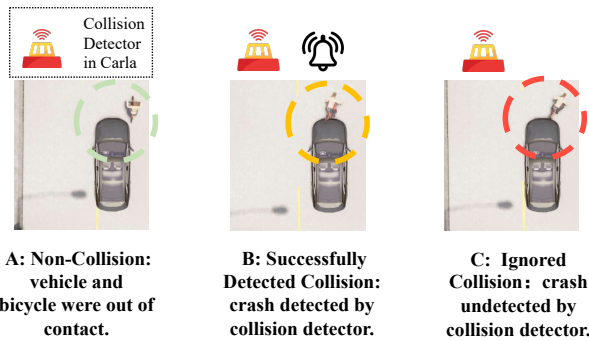 Collision
Detector
in Carla
A: Non-Collision:
vehicle and
bicycle were out of
contact.
B: Successfully
Detected Collision:
crash detected by
collision detector.
C: Ignored
Collision：crash
undetected by
collision detector.